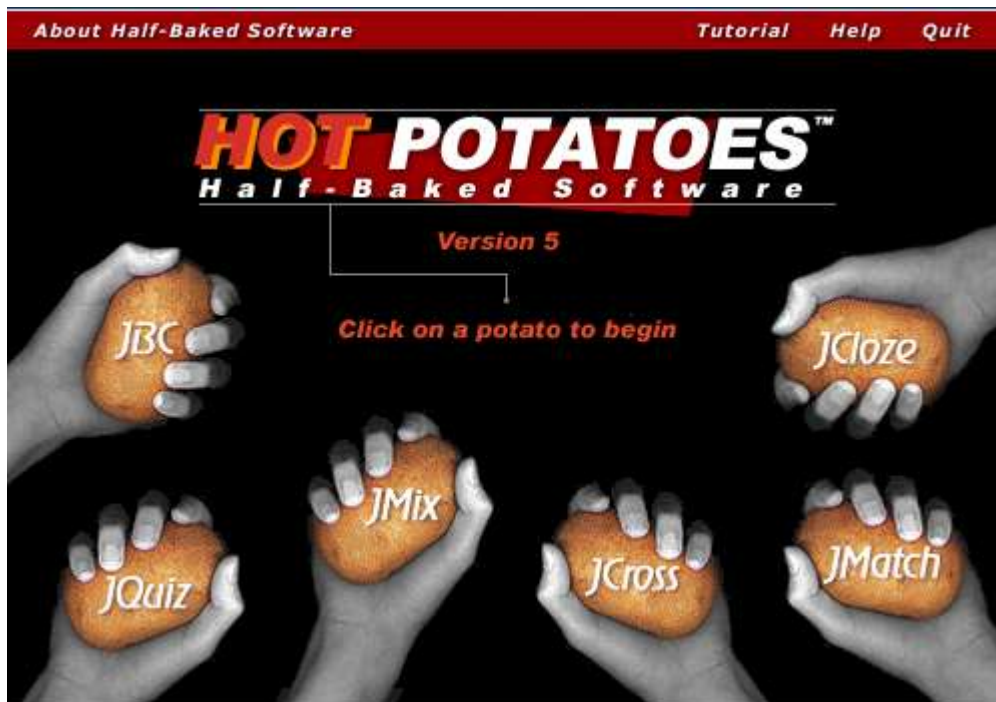 About Half-Baked Software Tutorial Help Quit
HOT POTATOES™
Half-Baked Software
Version 5
Click on a potato to begin
JBC
JCloze
JMix
JQuiz
JCross
JMatch